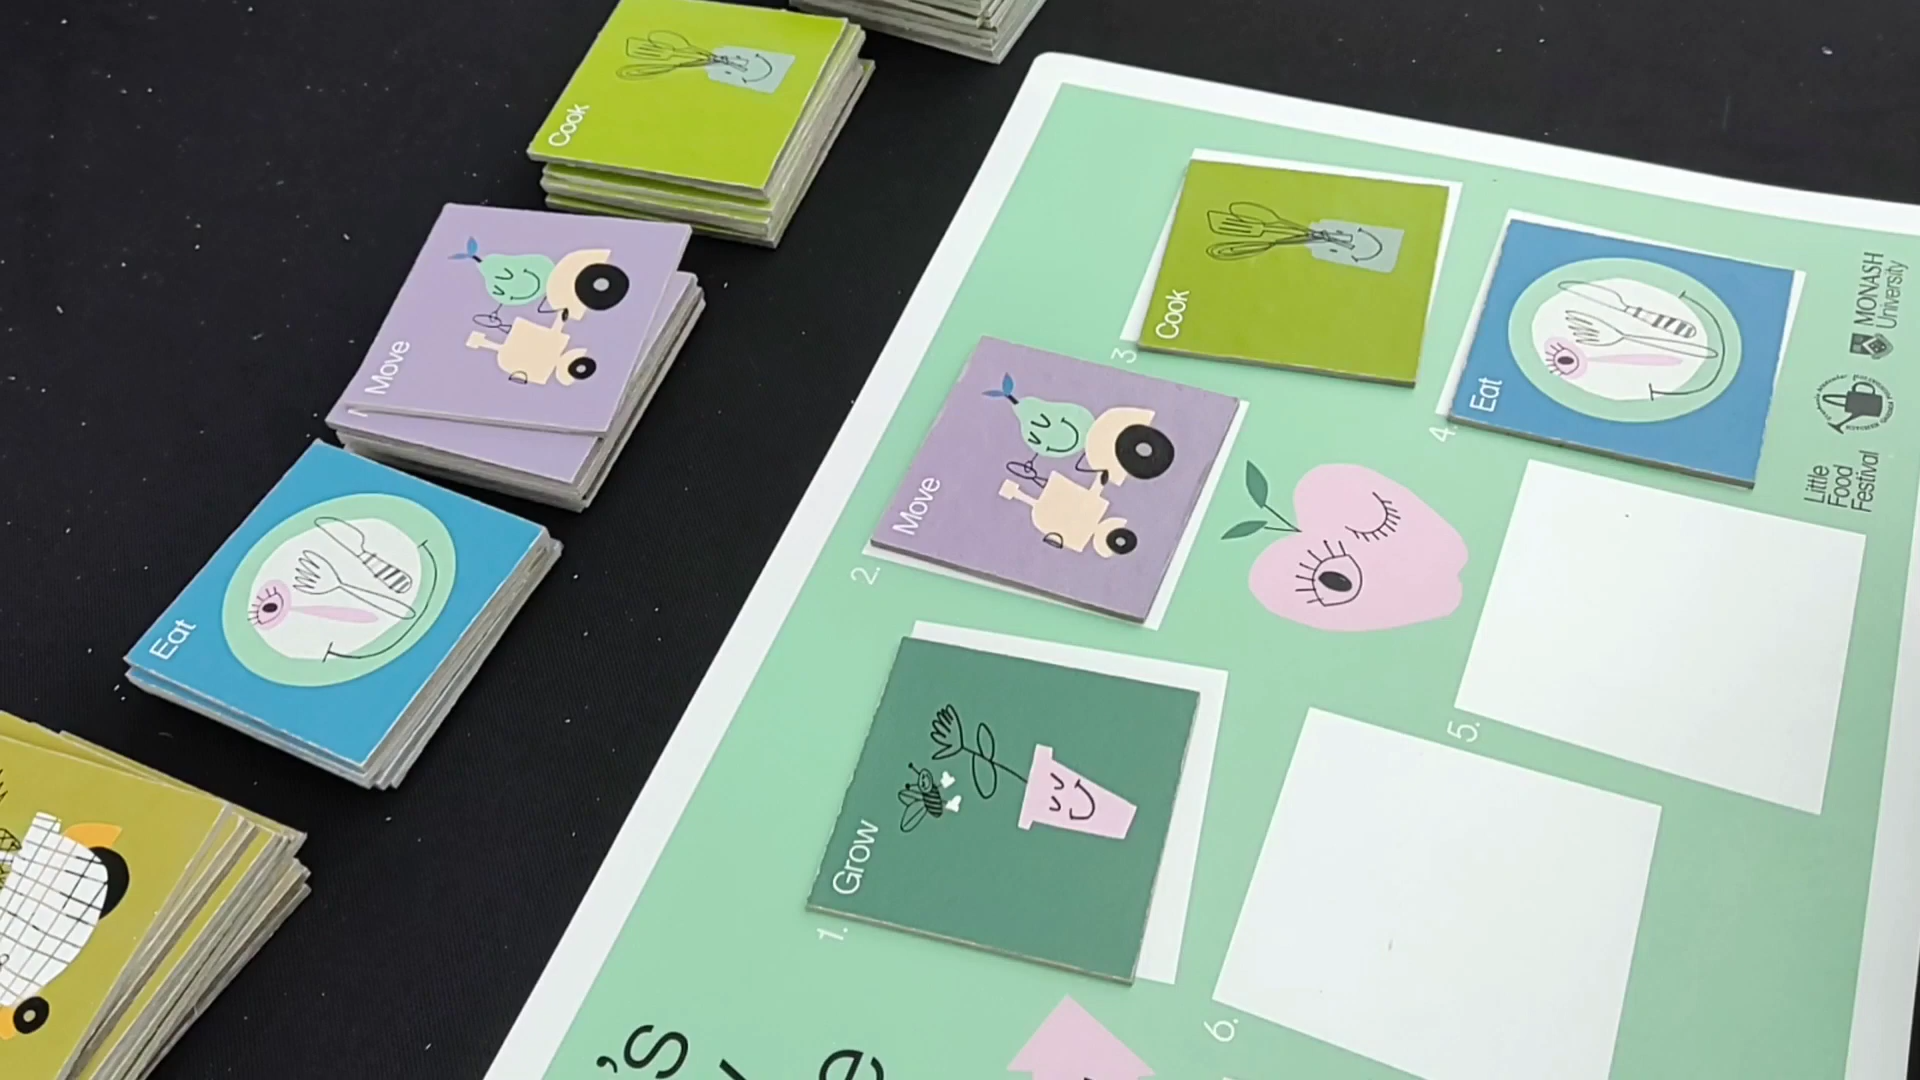 Cook
Move
Eat
3
Cook
4.
Eat
2.
Move
1.
Grow
5.
6.
's
MONASH
University
Little
Food
Festival